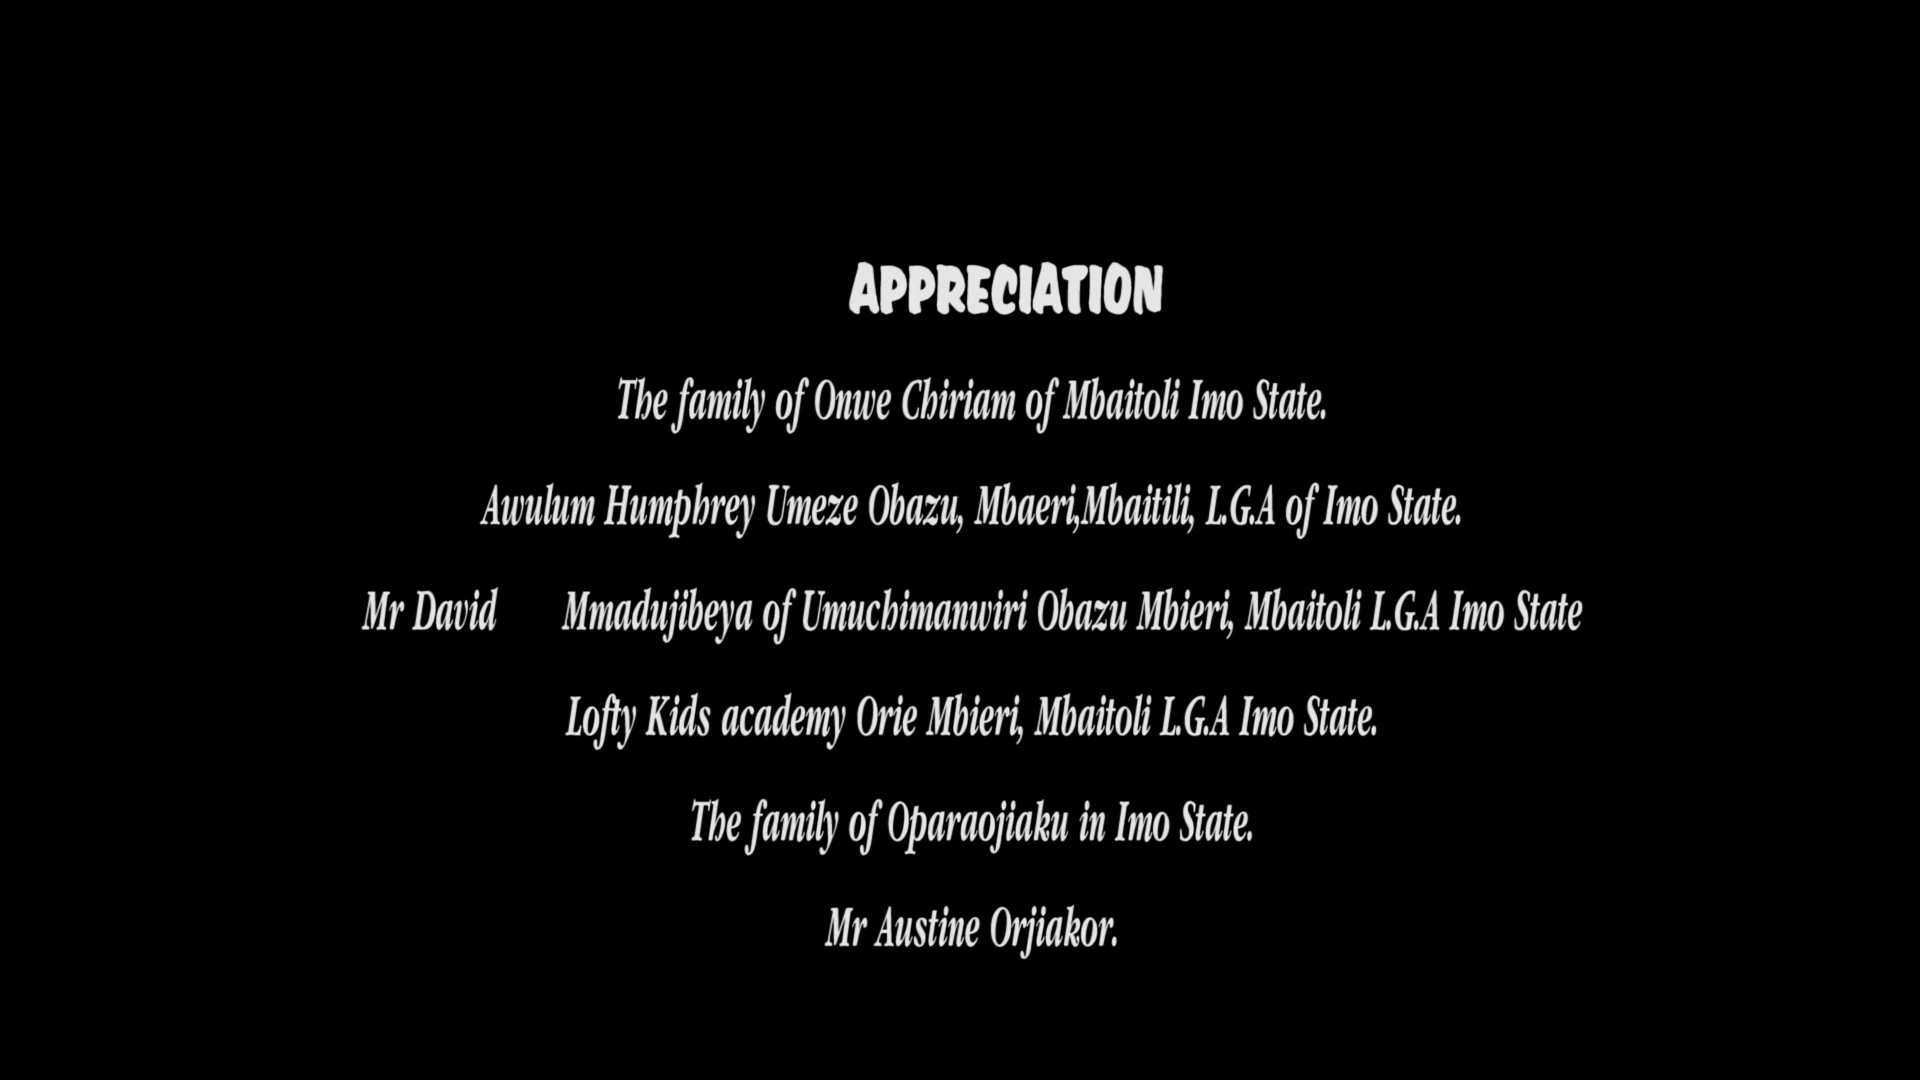 APPRECIATION
The family of Onwe Chiriam of Mbaitoli Imo State.
Awulum Humphrey Umeze Obazu, Mbaeri,Mbaitili, L.G.A of Imo State.
Mr David Mmadujibeya of Umuchimanwiri Obazu Mbieri, Mbaitoli L.G.A Imo State
Lofty Kids academy Orie Mbieri, Mbaitoli L.G.A Imo State.
The family of Oparaojiaku in Imo State.
Mr Austine Orjiakor.